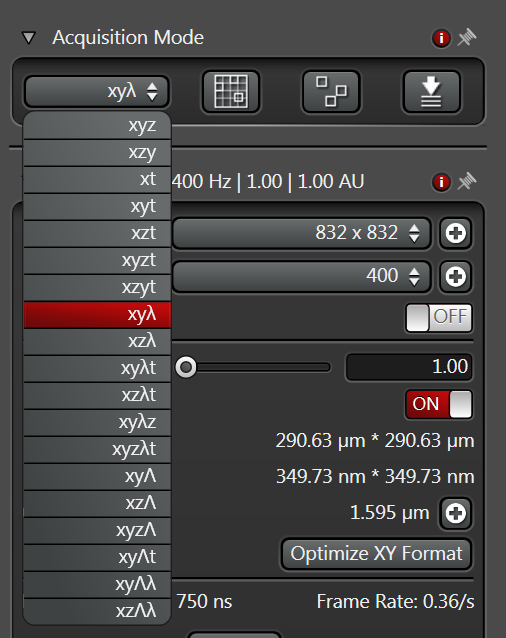 Acquisition Mode
i
xyλ
xyz
xzy
xt
400 Hz | 1.00 | 1.00 AU
i
xyt
xzt
832 x 832
xyzt
xzyt
400
xyλ
OFF
xzλ
xyλt
1.00
xzλt
ON
xyλz
290.63 µm * 290.63 µm
xyzλt
xyΛ
349.73 nm * 349.73 nm
xzΛ
1.595 µm
xyzΛ
xyΛt
Optimize XY Format
xyΛλ
xzΛλ
750 ns
Frame Rate: 0.36/s